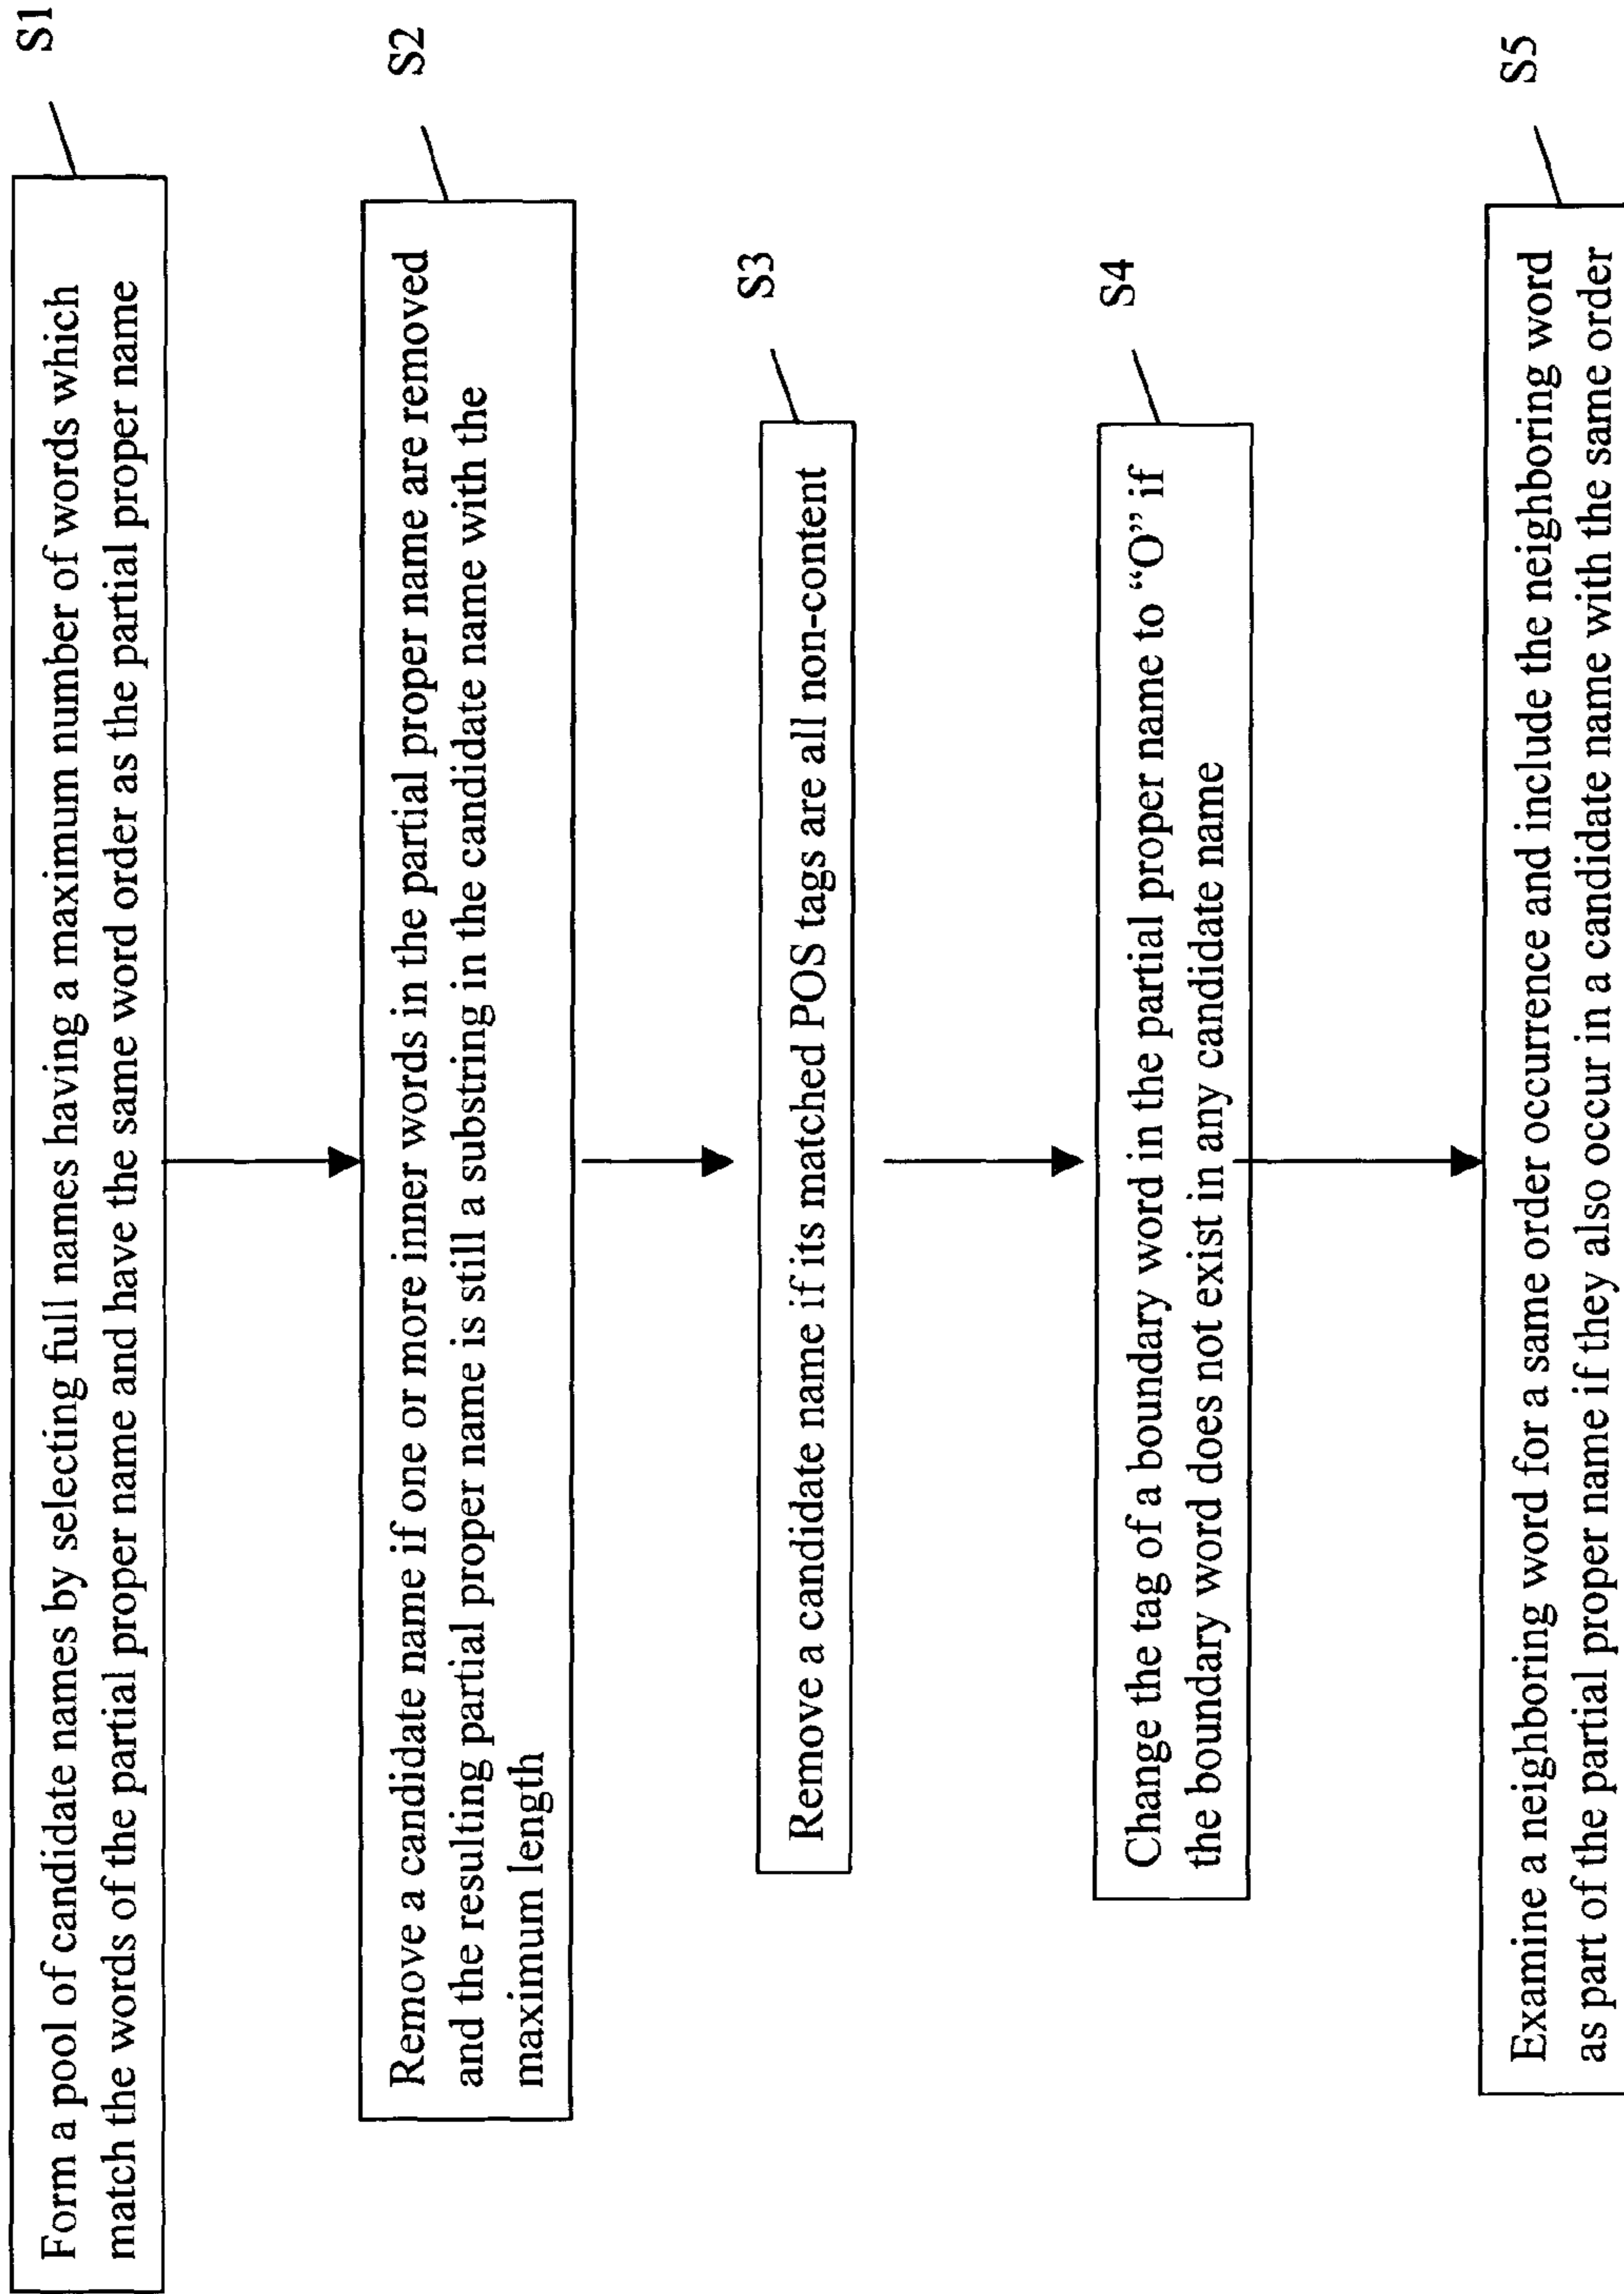 S1
Form a pool of candidate names by selecting full names having a maximum number of words which
match the words of the partial proper name and have the same word order as the partial proper name
S2
Remove a candidate name if one or more inner words in the partial proper name are removed
and the resulting partial proper name is still a substring in the candidate name with the
maximum length
S3
Remove a candidate name if its matched POS tags are all non-content
S4
Change the tag of a boundary word in the partial proper name to “O” if
the boundary word does not exist in any candidate name
S5
Examine a neighboring word for a same order occurrence and include the neighboring word
as part of the partial proper name if they also occur in a candidate name with the same order